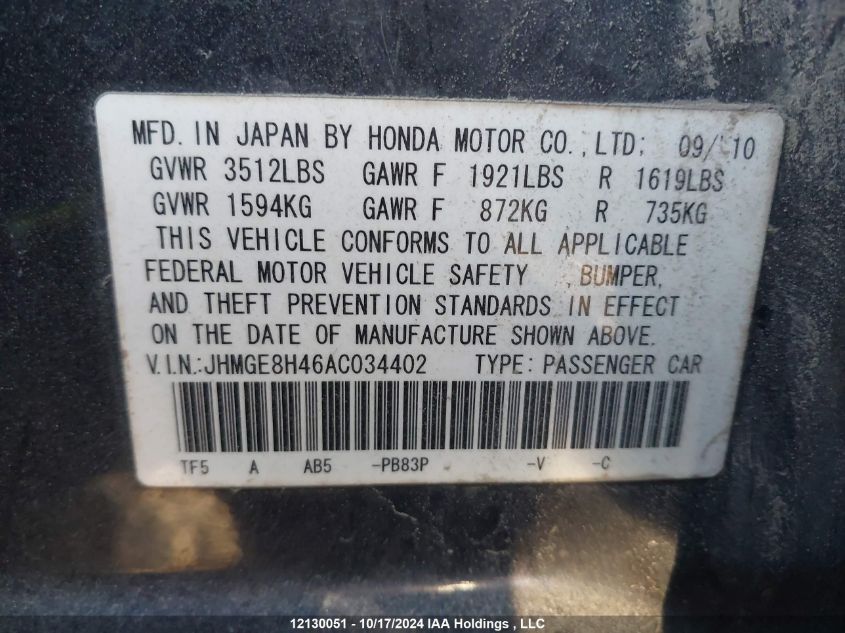 MFD. IN JAPAN BY HONDA MOTOR CO., LTD; 09/10
GVWR 3512LBS GAWR F 1921LBS R 1619LBS
GVWR 1594KG GAWR F 872KG R 735KG
THIS VEHICLE CONFORMS TO ALL APPLICABLE
FEDERAL MOTOR VEHICLE SAFETY , BUMPER,
AND THEFT PREVENTION STANDARDS IN EFFECT
ON THE DATE OF MANUFACTURE SHOWN ABOVE.
V.I.N.:JHMGE8H46AC034402 TYPE: PASSENGER CAR
TF5 A AB5 -PB83P -V -C
12130051 - 10/17/2024 IAA Holdings , LLC